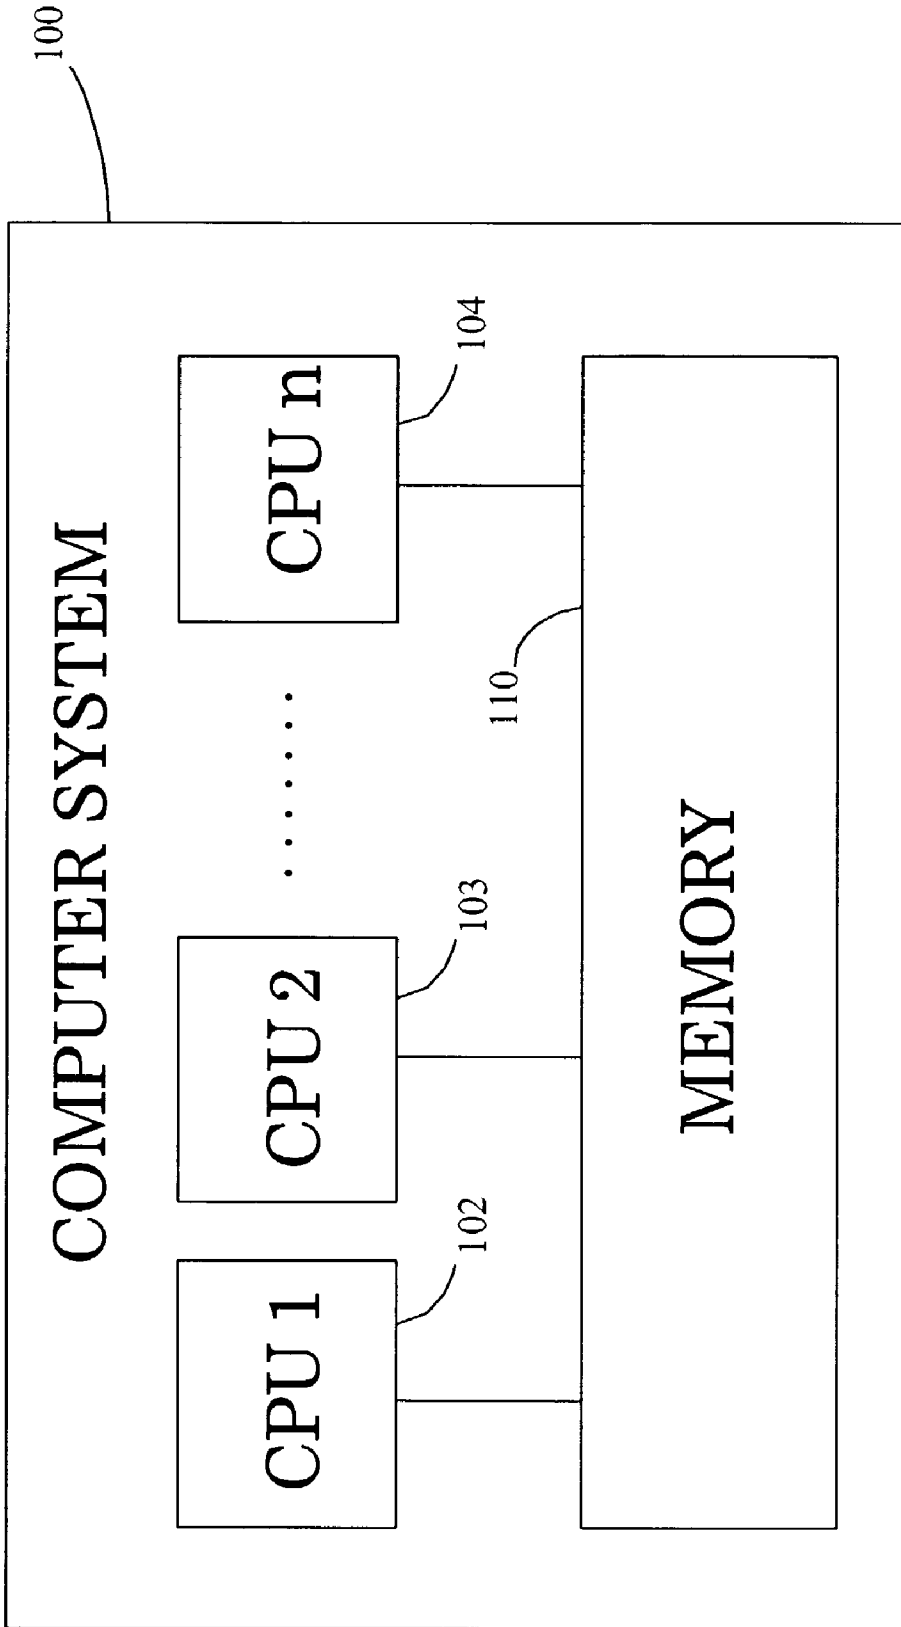 100
COMPUTER SYSTEM
CPU 1
CPU 2
.......
CPU n
102
103
104
110
MEMORY